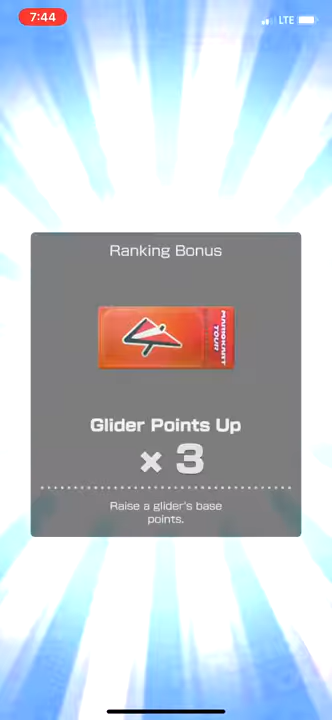 7:44
LTE
Ranking Bonus
MARIOKART
TOUR
Glider Points Up
× 3
Raise a glider's base
points.